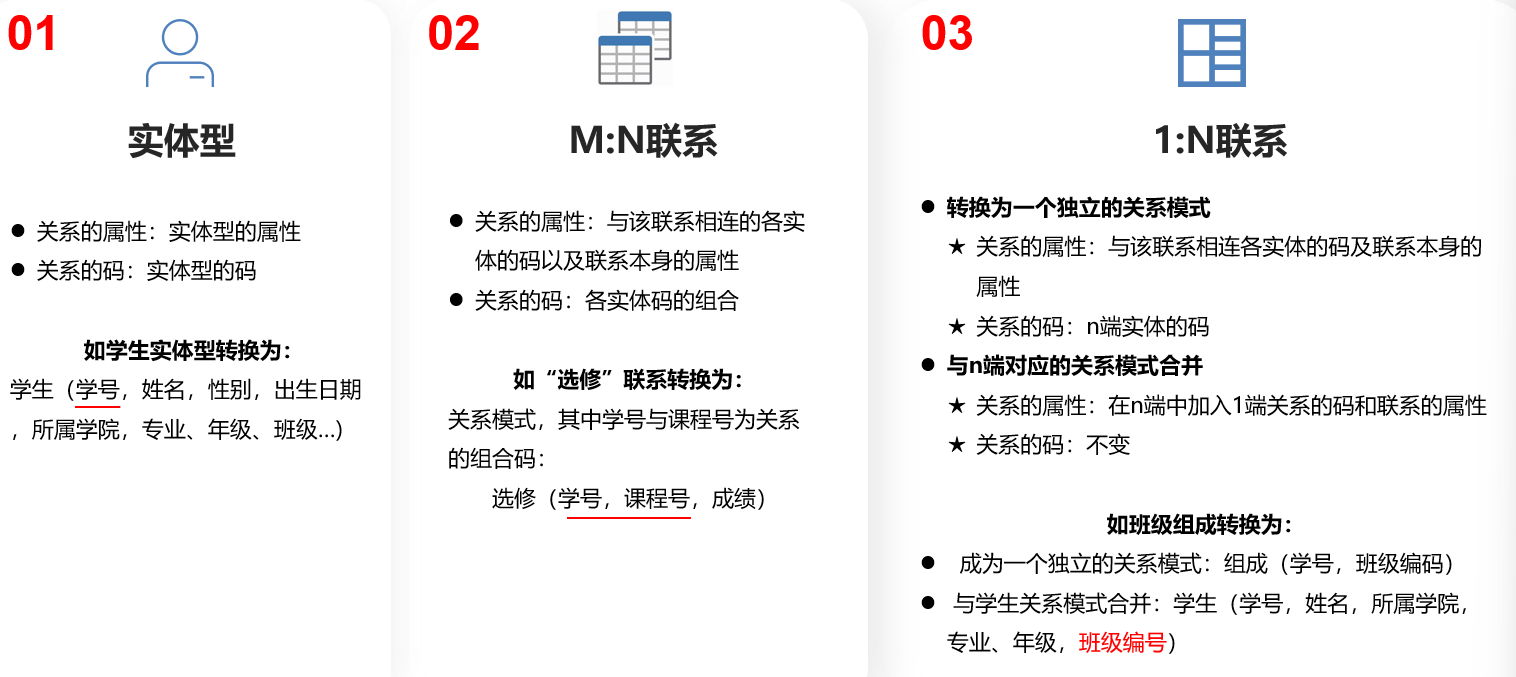 01
实体型
● 关系的属性：实体型的属性
● 关系的码：实体型的码
如学生实体型转换为：
学生（学号，姓名，性别，出生日期
，所属学院，专业、年级、班级...）
02
M:N联系
● 关系的属性：与该联系相连的各实
体的码以及联系本身的属性
● 关系的码：各实体码的组合
如“选修”联系转换为：
关系模式，其中学号与课程号为关系
的组合码：
选修（学号，课程号，成绩）
03
1:N联系
● 转换为一个独立的关系模式
★ 关系的属性：与该联系相连各实体的码及联系本身的
属性
★ 关系的码：n端实体的码
● 与n端对应的关系模式合并
★ 关系的属性：在n端中加入1端关系的码和联系的属性
★ 关系的码：不变
如班级组成转换为：
● 成为一个独立的关系模式：组成（学号，班级编码）
● 与学生关系模式合并：学生（学号，姓名，所属学院，
专业、年级，班级编号）